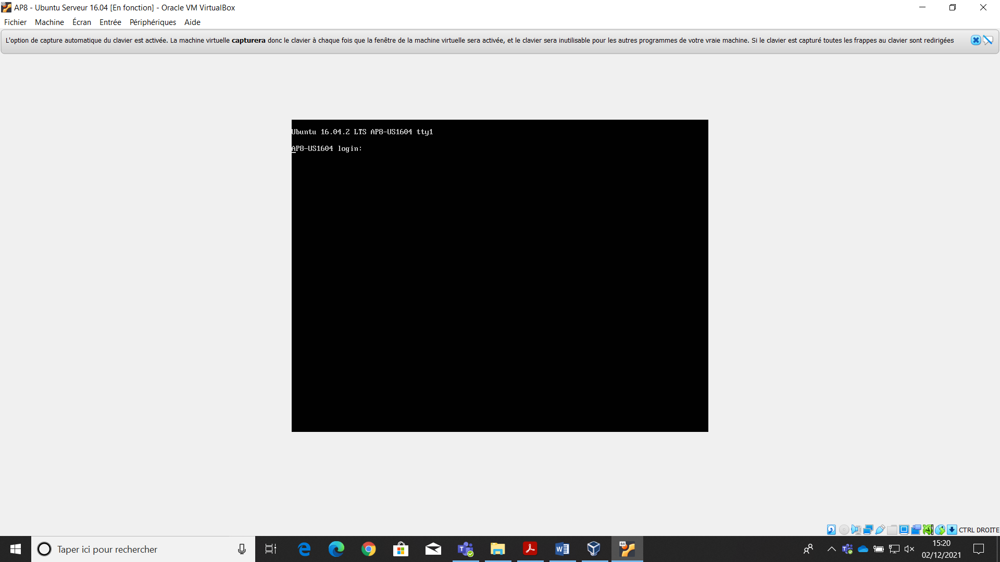 AP8 - Ubuntu Serveur 16.04 [En fonction] - Oracle VM VirtualBox
Fichier Machine Écran Entrée Périphériques Aide
L'option de capture automatique du clavier est activée. La machine virtuelle capturera donc le clavier à chaque fois que la fenêtre de la machine virtuelle sera activée, et le clavier sera inutilisable pour les autres programmes de votre vraie machine. Si le clavier est capturé toutes les frappes au clavier sont redirigées
Ubuntu 16.04.2 LTS AP8-US1604 tty1
AP8-US1604 login:
CTRL DROITE
Taper ici pour rechercher
15:20
02/12/2021